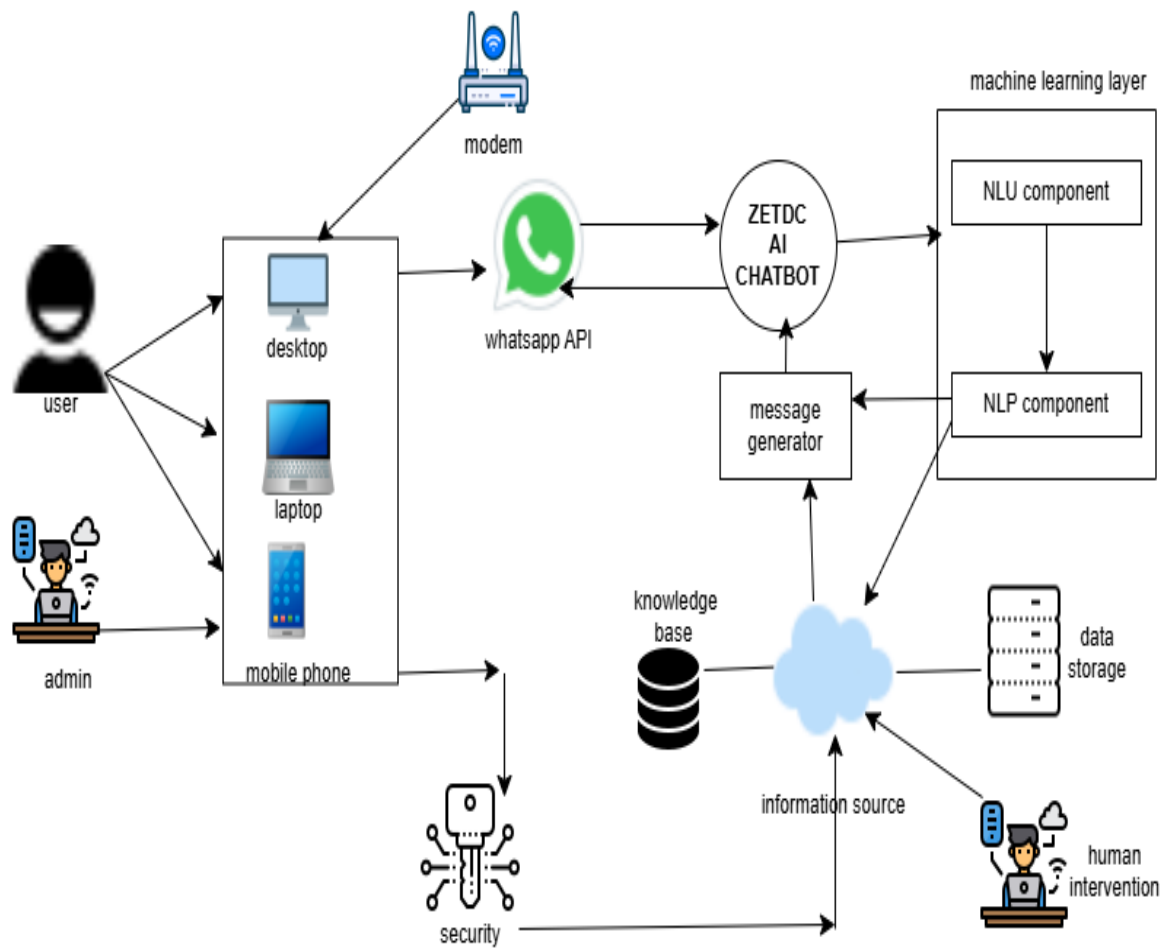 modem
machine learning layer
NLU component
ZETDC
AI
CHATBOT
desktop
whatsapp API
user
NLP component
message
generator
laptop
knowledge
base
data
storage
admin
mobile phone
information source
human
intervention
security